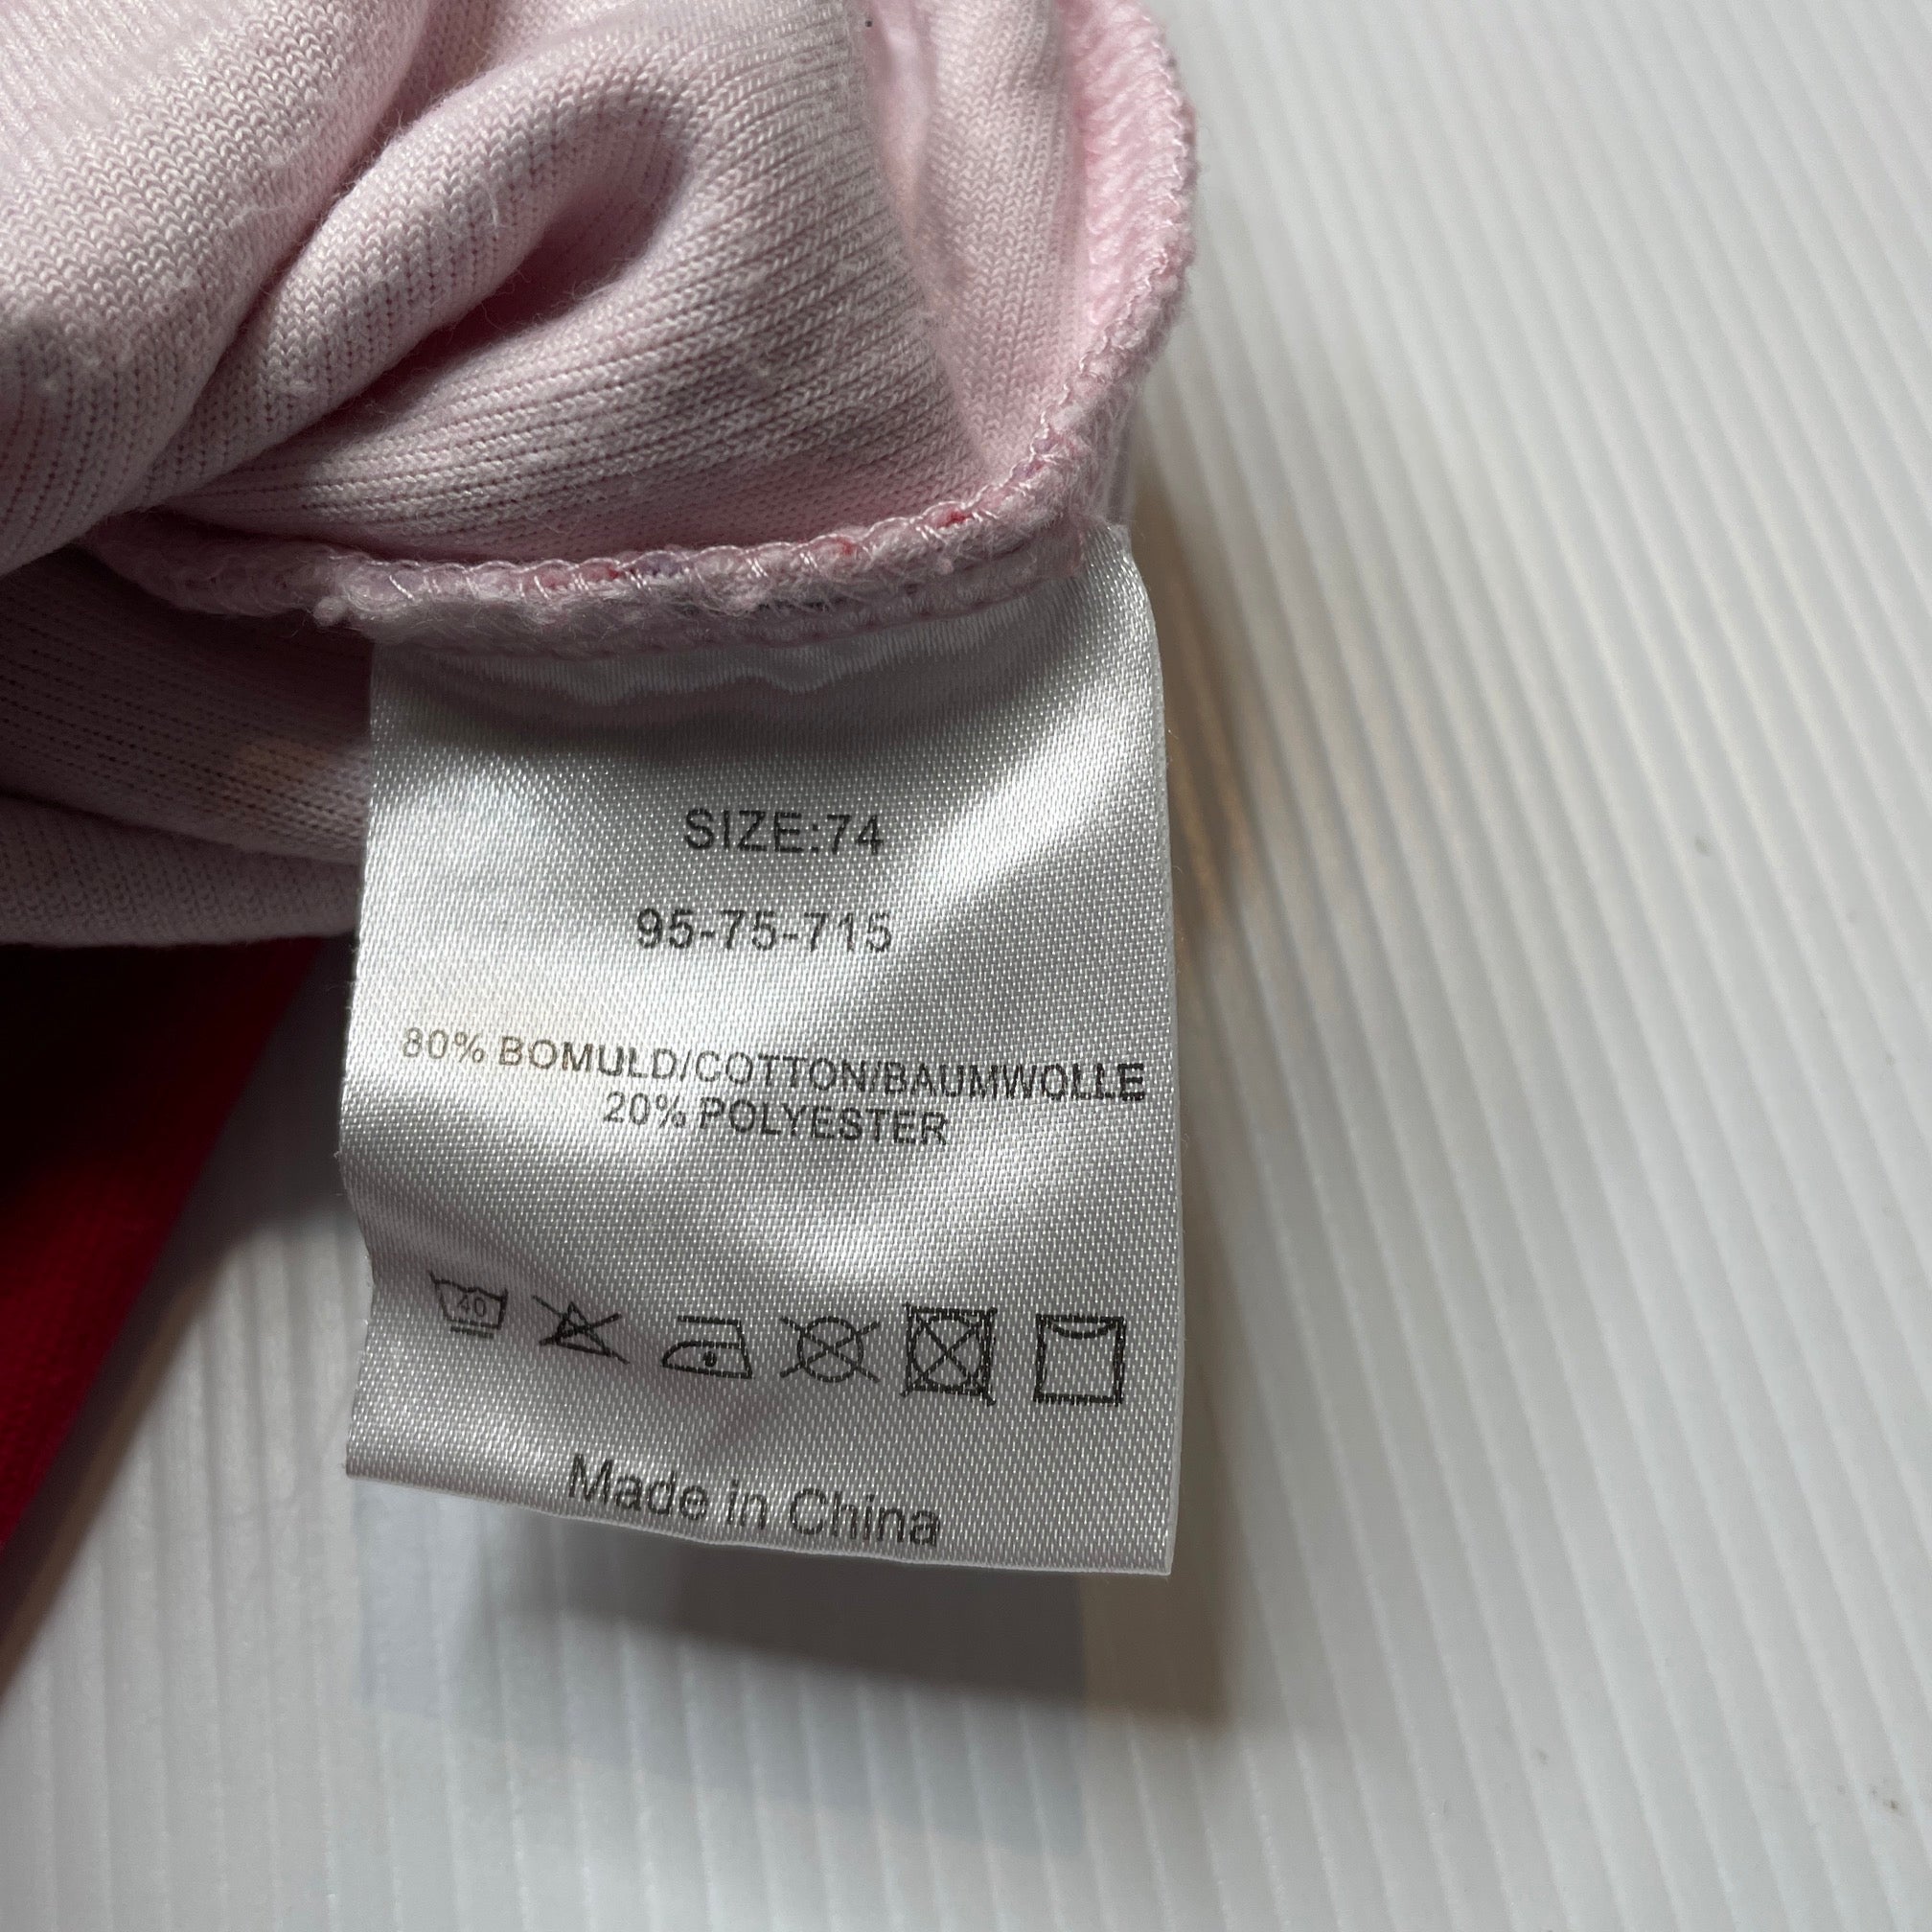 SIZE:74
95-75-715
80% BOMULD/COTTON/BAUMWOLLE
20% POLYESTER
40
Made in China